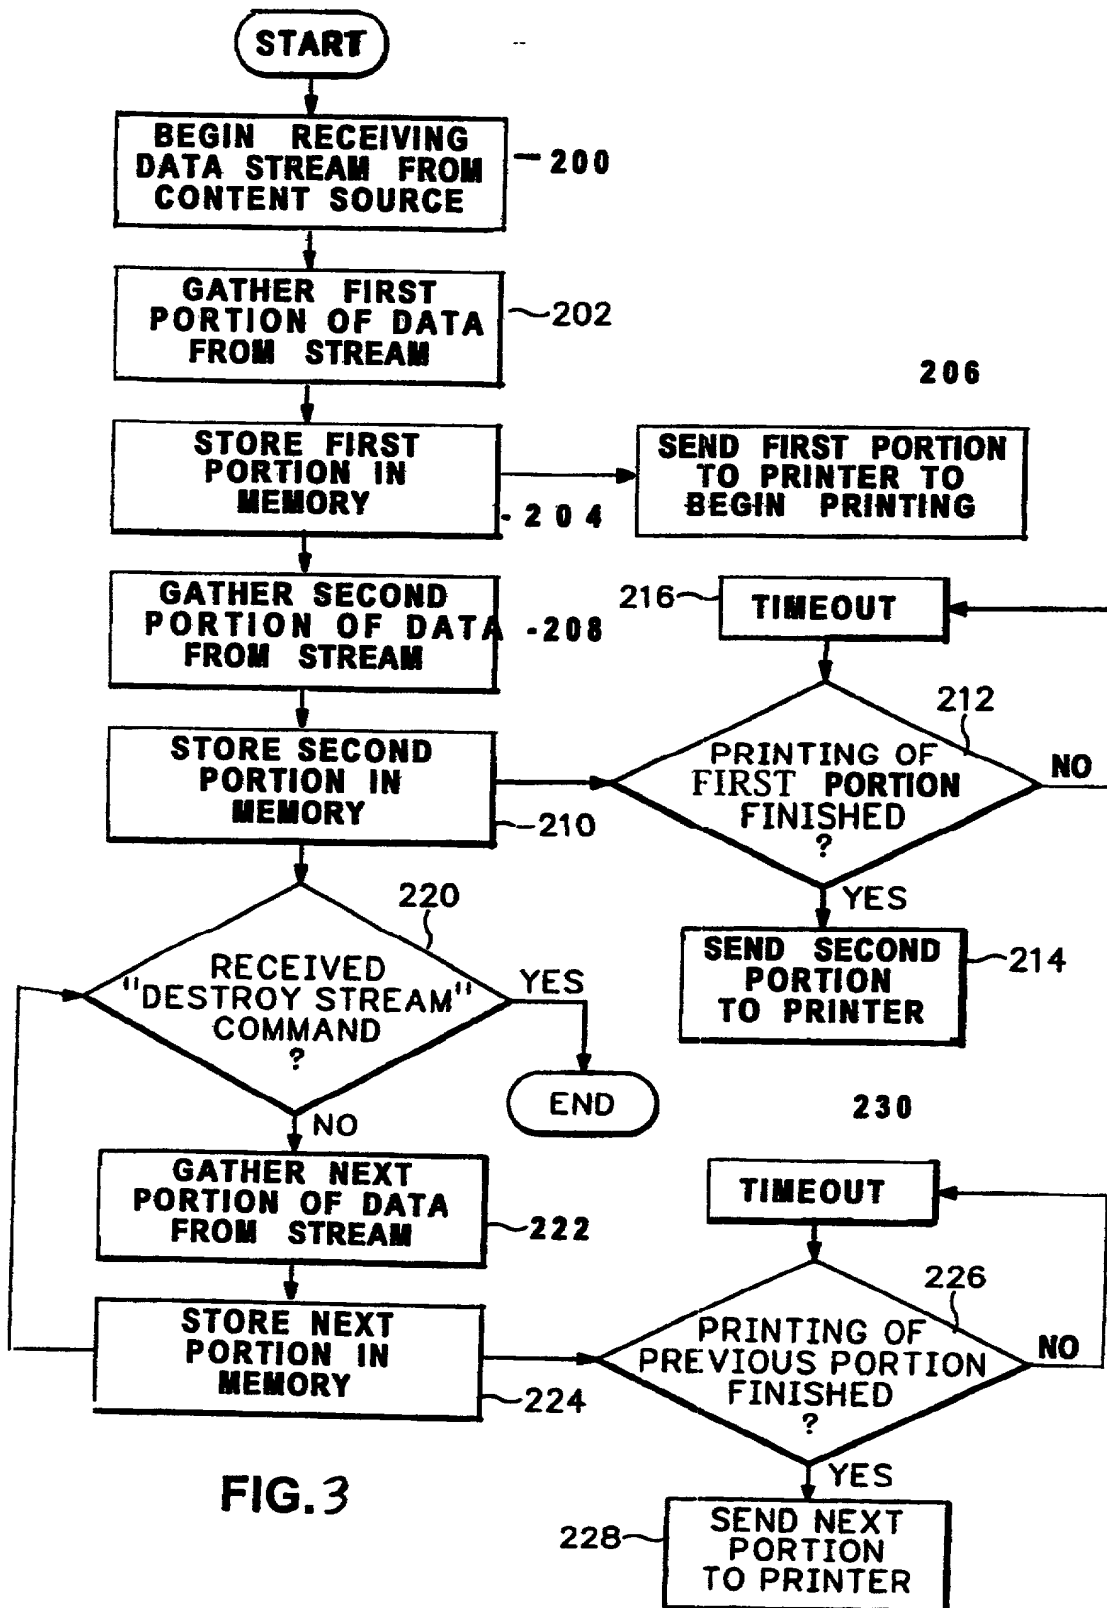 START
BEGIN RECEIVING
DATA STREAM FROM
CONTENT SOURCE
200
GATHER FIRST
PORTION OF DATA
FROM STREAM
202
206
STORE FIRST
PORTION IN
MEMORY
204
SEND FIRST PORTION
TO PRINTER TO
BEGIN PRINTING
GATHER SECOND
PORTION OF DATA
FROM STREAM
208
216
TIMEOUT
212
STORE SECOND
PORTION IN
MEMORY
210
PRINTING OF
FIRST PORTION
FINISHED
?
NO
YES
220
RECEIVED
"DESTROY STREAM"
COMMAND
?
YES
SEND SECOND
PORTION
TO PRINTER
214
END
NO
230
GATHER NEXT
PORTION OF DATA
FROM STREAM
222
TIMEOUT
226
STORE NEXT
PORTION IN
MEMORY
224
PRINTING OF
PREVIOUS PORTION
FINISHED
?
NO
YES
FIG.3
228
SEND NEXT
PORTION
TO PRINTER